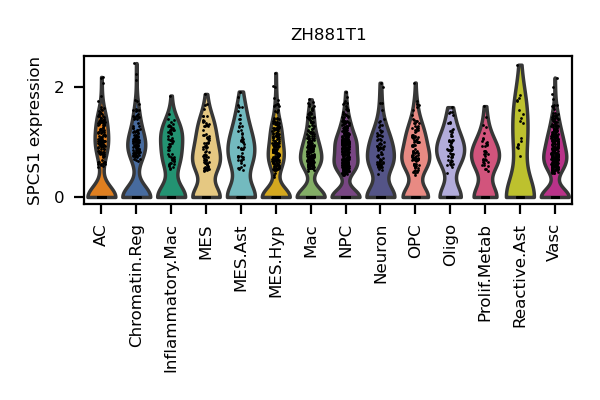 ZH881T1
SPCS1 expression
2
0
AC
Chromatin.Reg
Inflammatory.Mac
MES
MES.Ast
MES.Hyp
Mac
NPC
Neuron
OPC
Oligo
Prolif.Metab
Reactive.Ast
Vasc